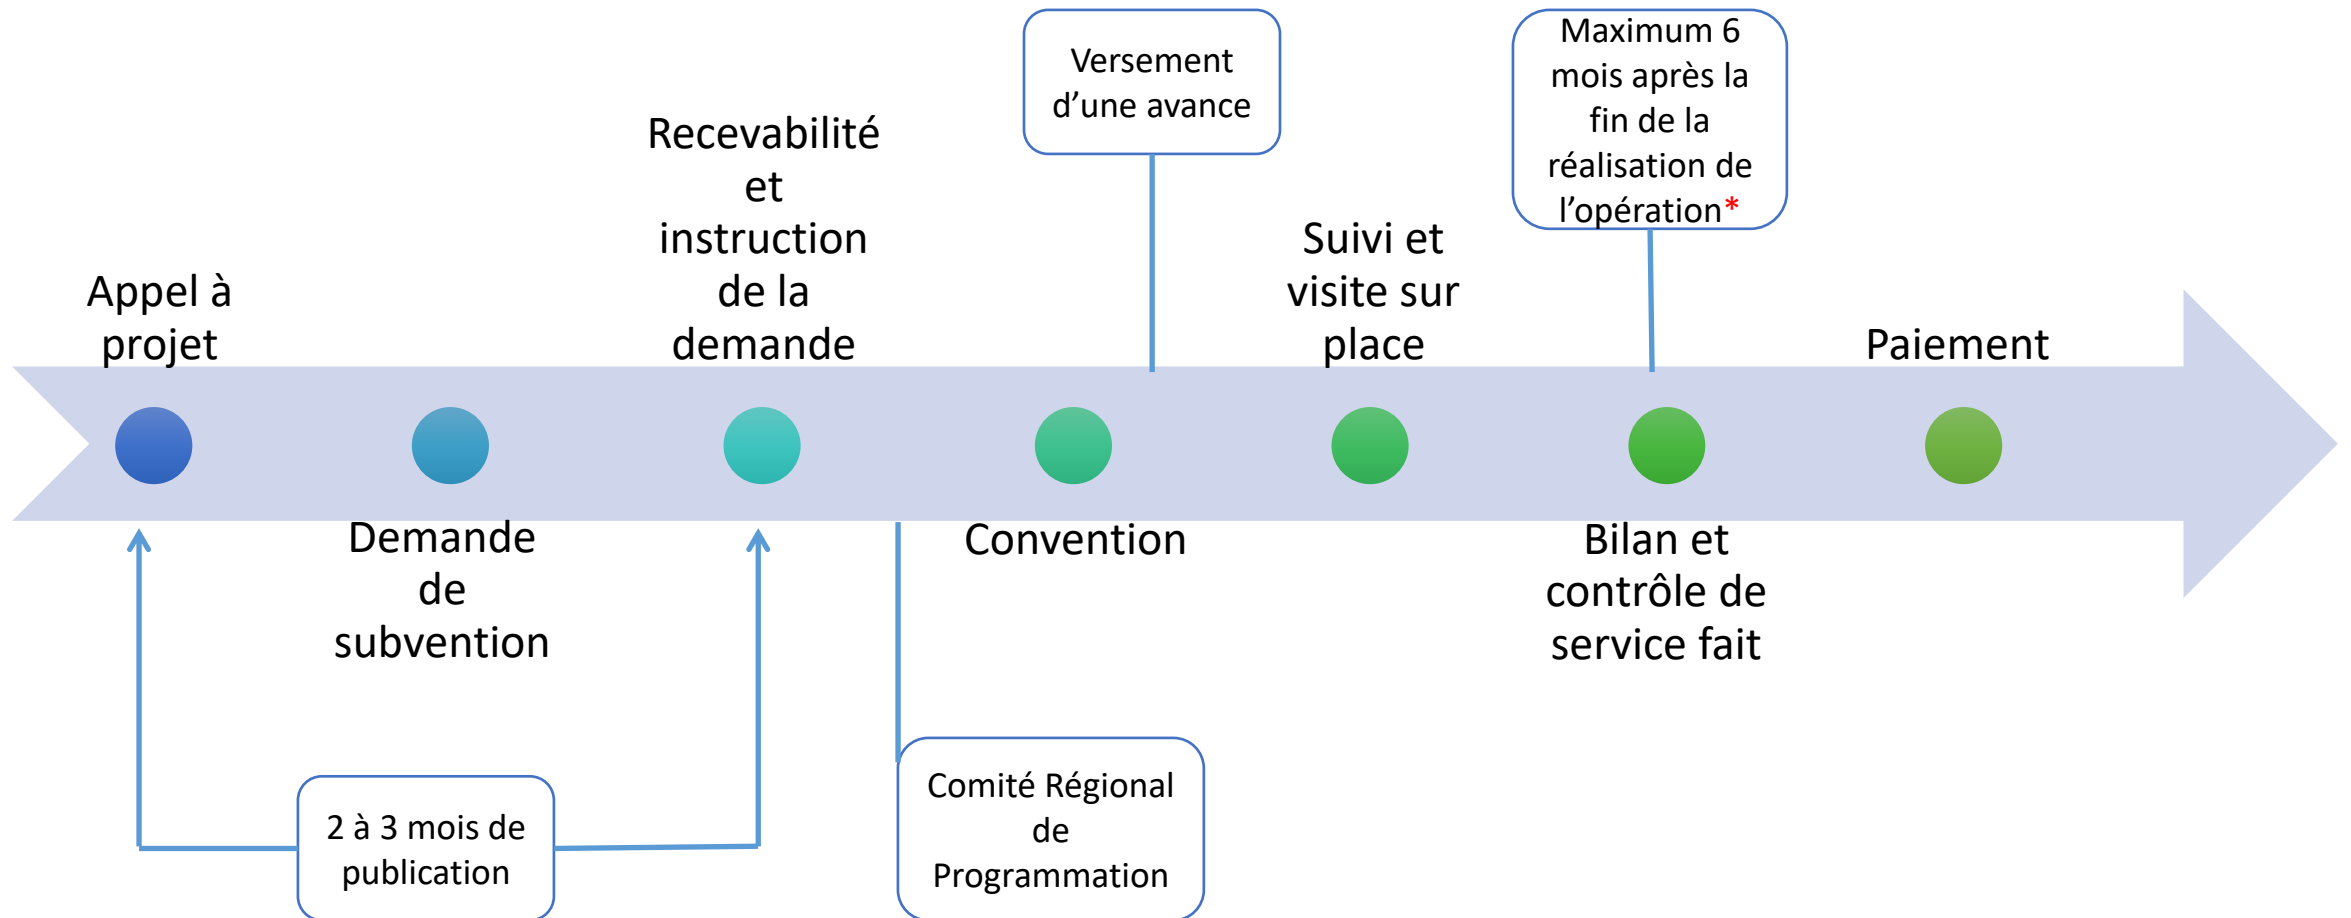 Appel à
projet
Demande
de
subvention
2 à 3 mois de
publication
Recevabilité
et
instruction
de la
demande
Comité Régional
de
Programmation
Convention
Versement
d’une avance
Suivi et
visite sur
place
Maximum 6
mois après la
fin de la
réalisation de
l’opération*
Bilan et
contrôle de
service fait
Paiement